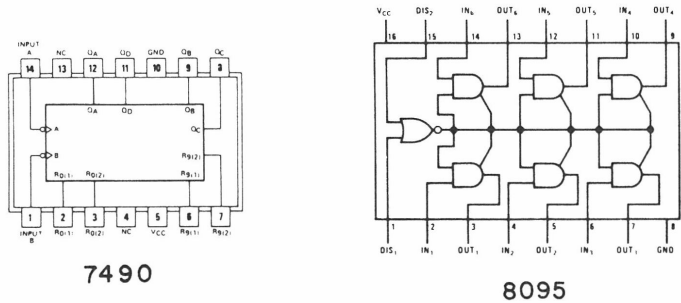 INPUT A NC QA QD GND QB QC
14 13 12 11 10 9 8
QA QD QB
A QC
B R9(2)
R0(1) R0(2) R9(1)
1 2 3 4 5 6 7
INPUT B R0(1) R0(2) NC VCC R9(1) R9(2)
7490
VCC DIS2 IN6 OUT6 IN5 OUT5 IN4 OUT4
16 15 14 13 12 11 10 9
1 2 3 4 5 6 7 8
DIS1 IN1 OUT1 IN2 OUT2 IN3 OUT1 GND
8095